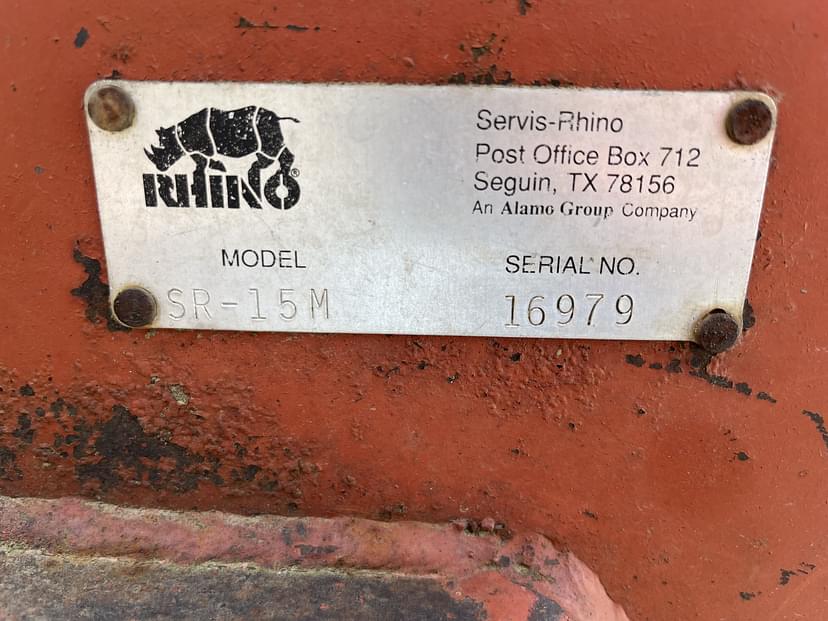 RHINO®
Servis-Rhino
Post Office Box 712
Seguin, TX 78156
An Alamo Group Company
MODEL
SERIAL NO.
SR-15M
16979